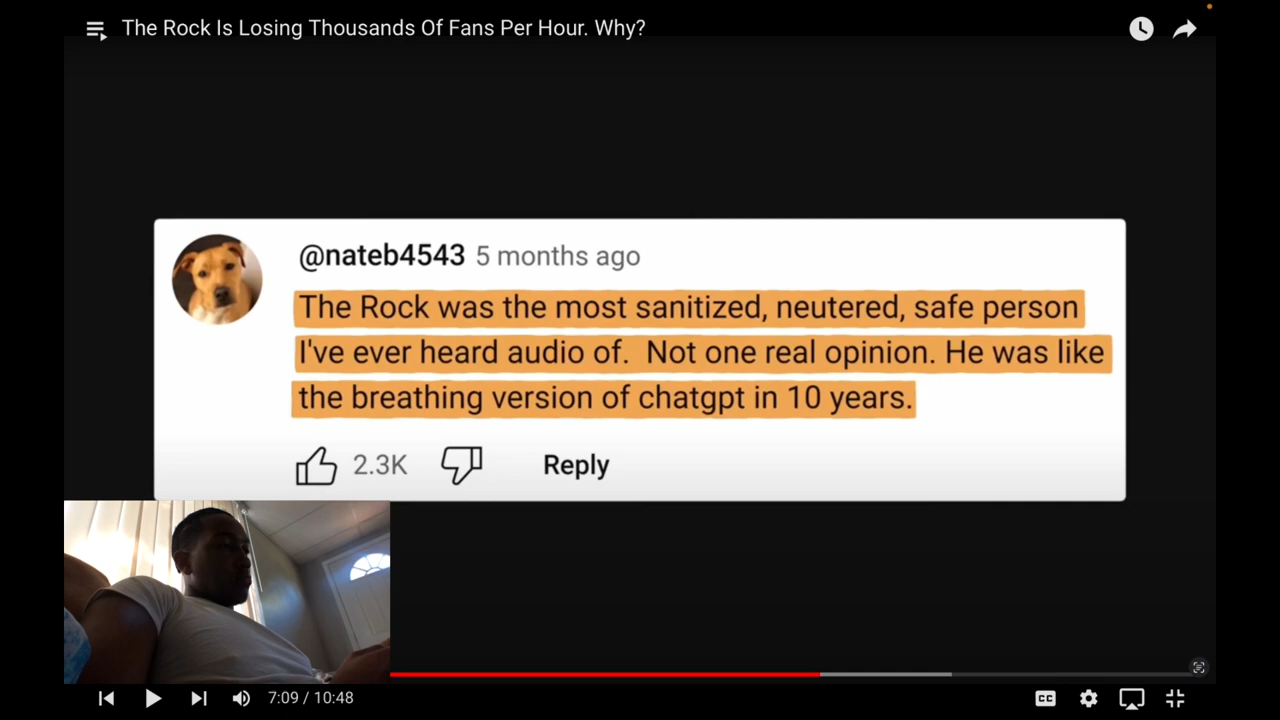 The Rock Is Losing Thousands Of Fans Per Hour. Why?
@nateb4543 5 months ago
The Rock was the most sanitized, neutered, safe person
I've ever heard audio of.  Not one real opinion. He was like
the breathing version of chatgpt in 10 years.
2.3K Reply
7:09 / 10:48
CC